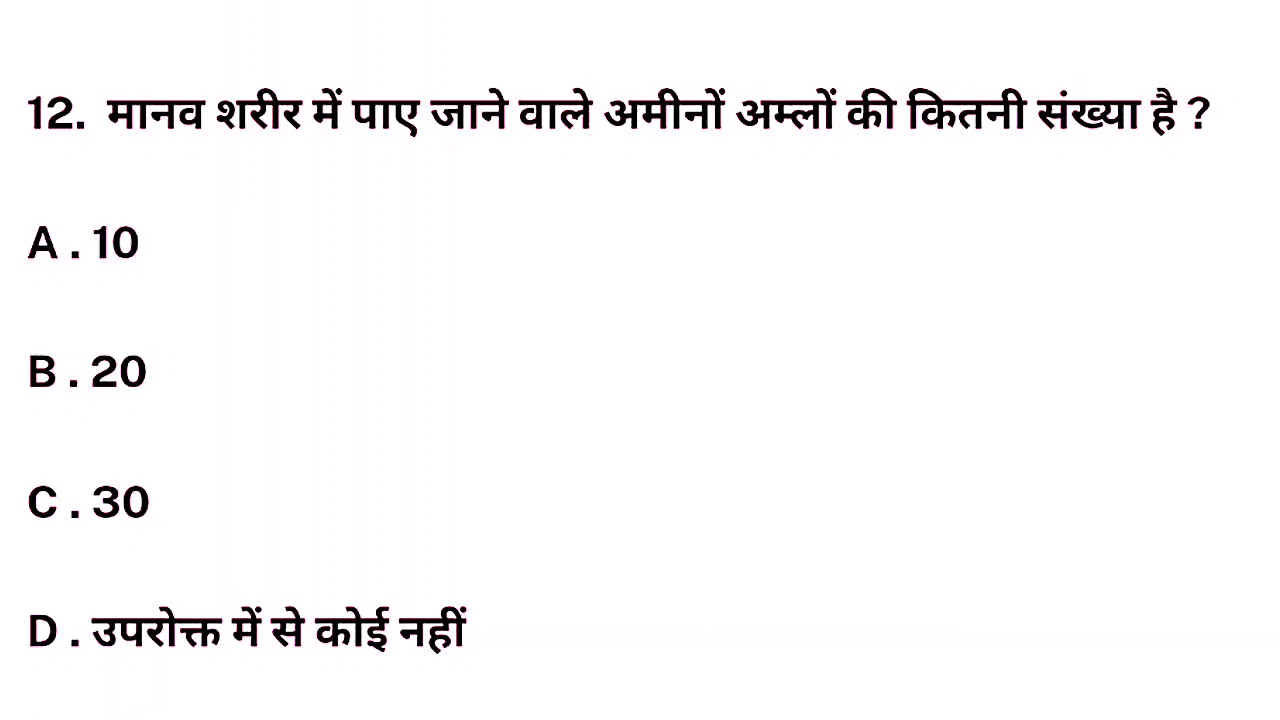 12. मानव शरीर में पाए जाने वाले अमीनों अम्लों की कितनी संख्या है ?
A . 10
B . 20
C . 30
D . उपरोक्त में से कोई नहीं